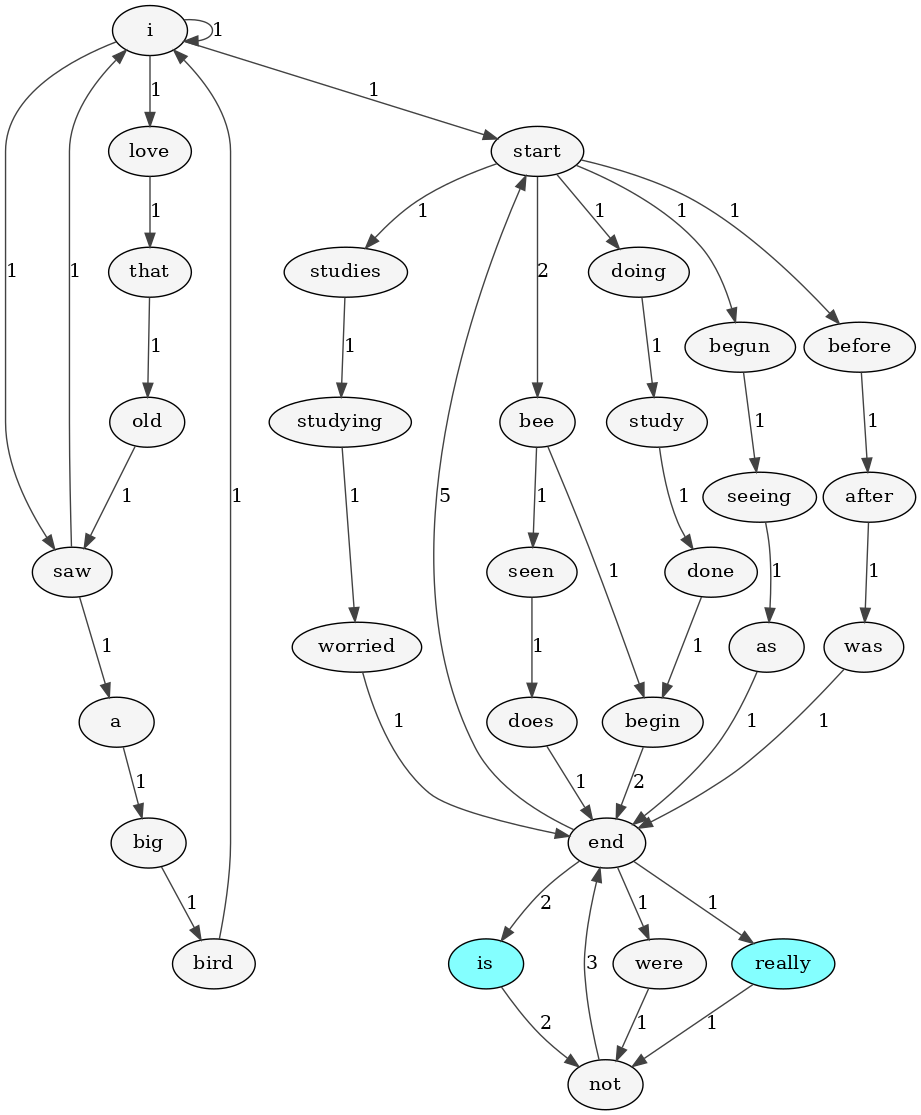 i 1
1 1
love
start
1 1 1 1 1
that studies 2 doing
1 1 1 1 1 begun before
old studying bee study
1 5 1 1 1 1
1 1 seeing after
saw seen 1 done
1 1 1 1 1 as was
worried
a 1 does begin 1 1
1 1 2
big end
1 2 1 1
bird is 3 were really
2 1 1
not